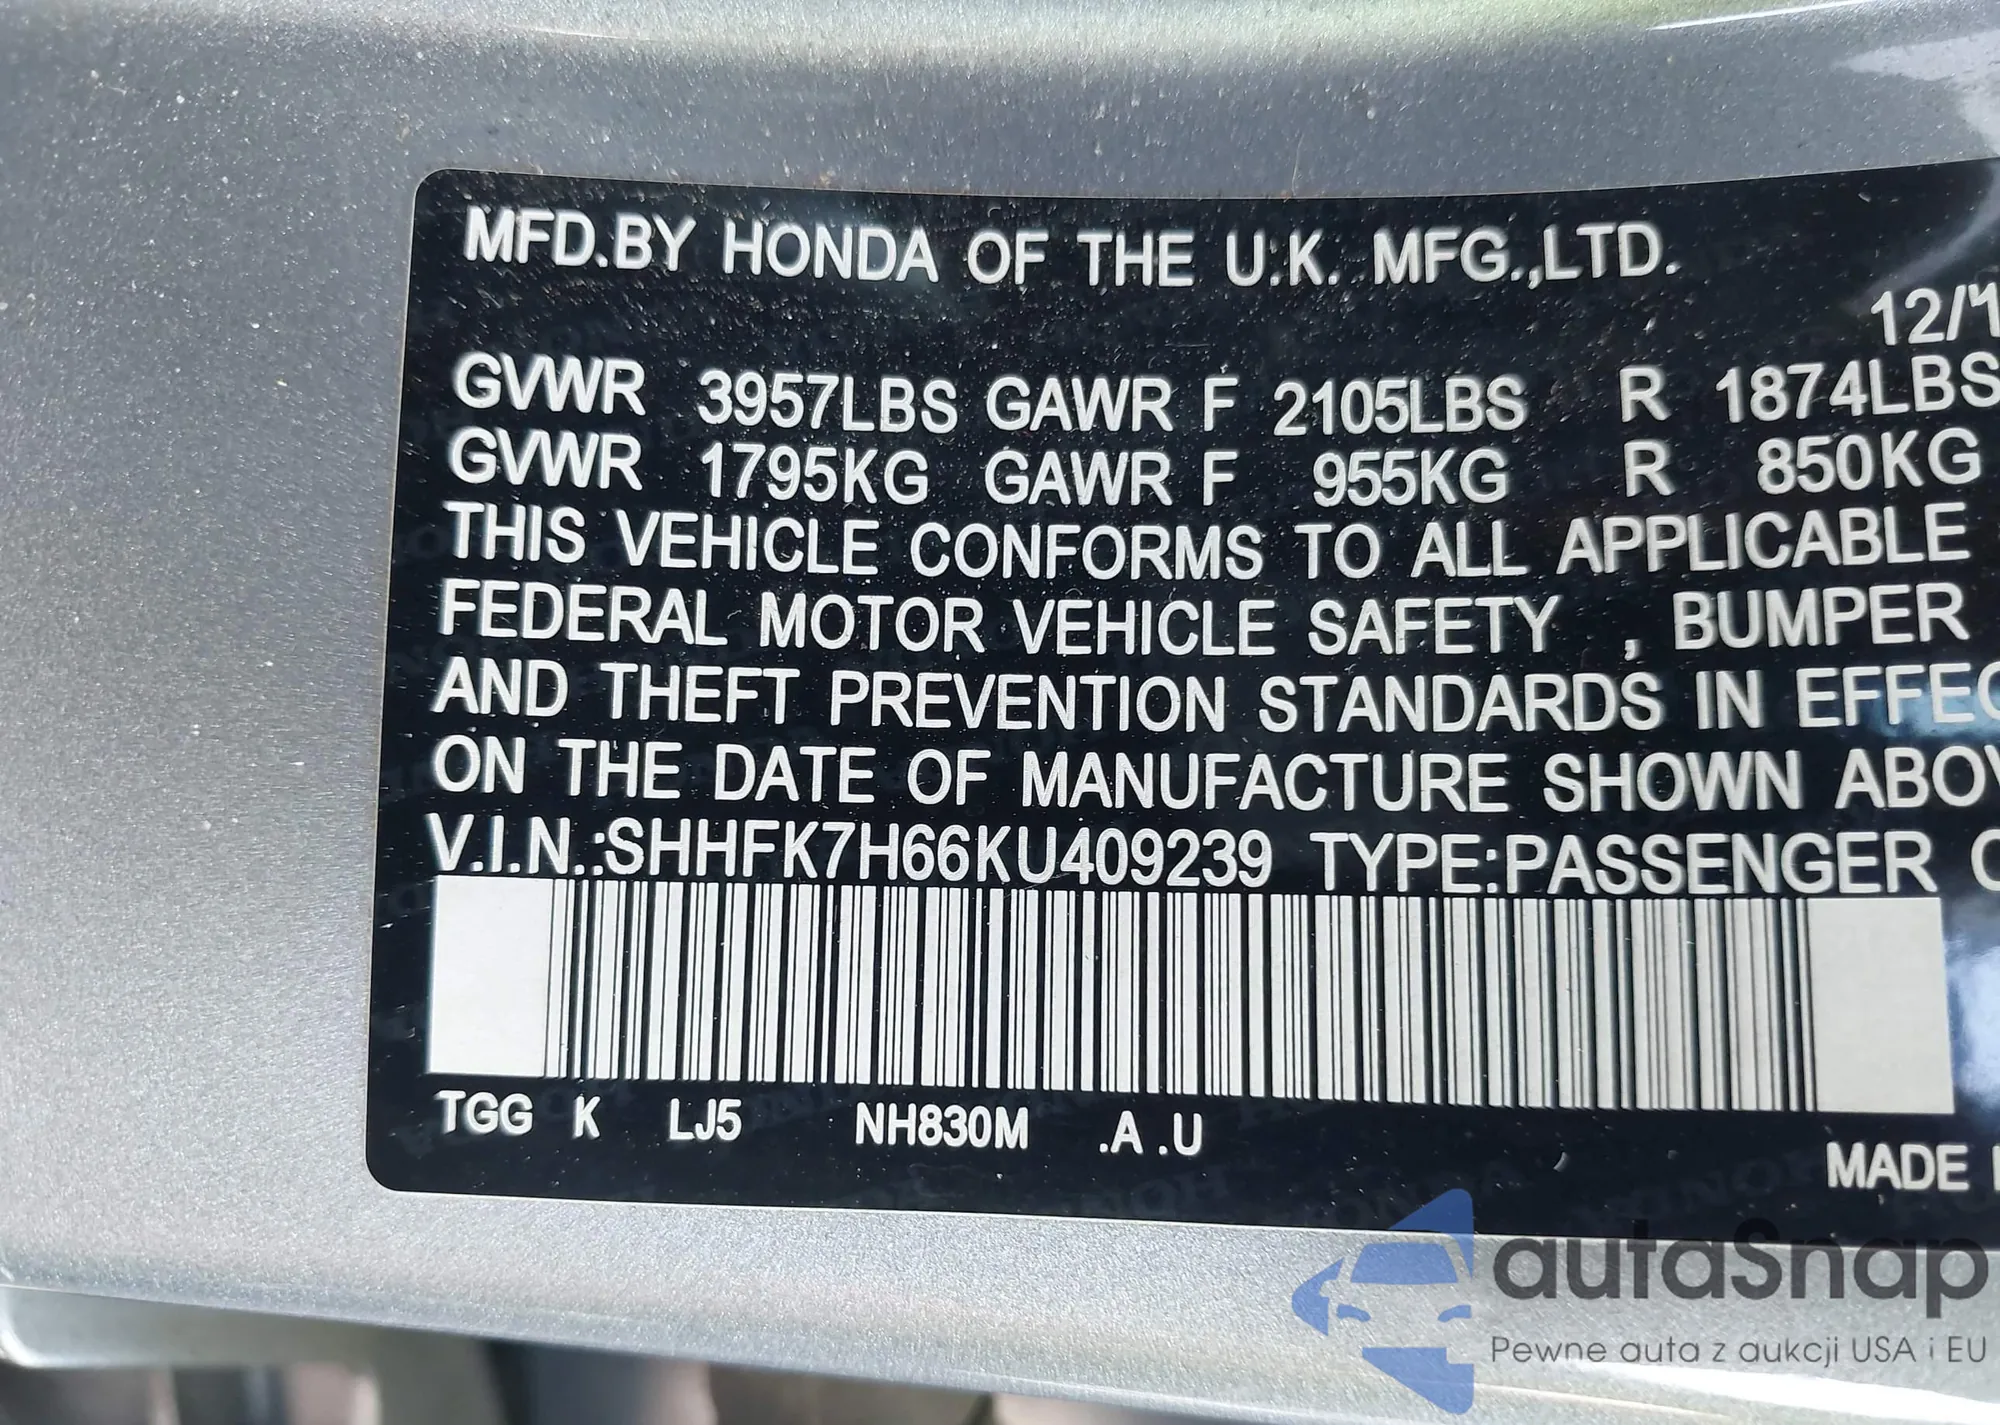 MFD.BY HONDA OF THE U.K. MFG.,LTD.
12/1
GVWR 3957LBS GAWR F 2105LBS R 1874LBS
GVWR 1795KG GAWR F 955KG R 850KG
THIS VEHICLE CONFORMS TO ALL APPLICABLE
FEDERAL MOTOR VEHICLE SAFETY , BUMPER
AND THEFT PREVENTION STANDARDS IN EFFEC
ON THE DATE OF MANUFACTURE SHOWN ABOV
V.I.N.:SHHFK7H66KU409239 TYPE:PASSENGER C
TGG K LJ5 NH830M .A .U
MADE I
autaSnap
Pewne auta z aukcji USA i EU